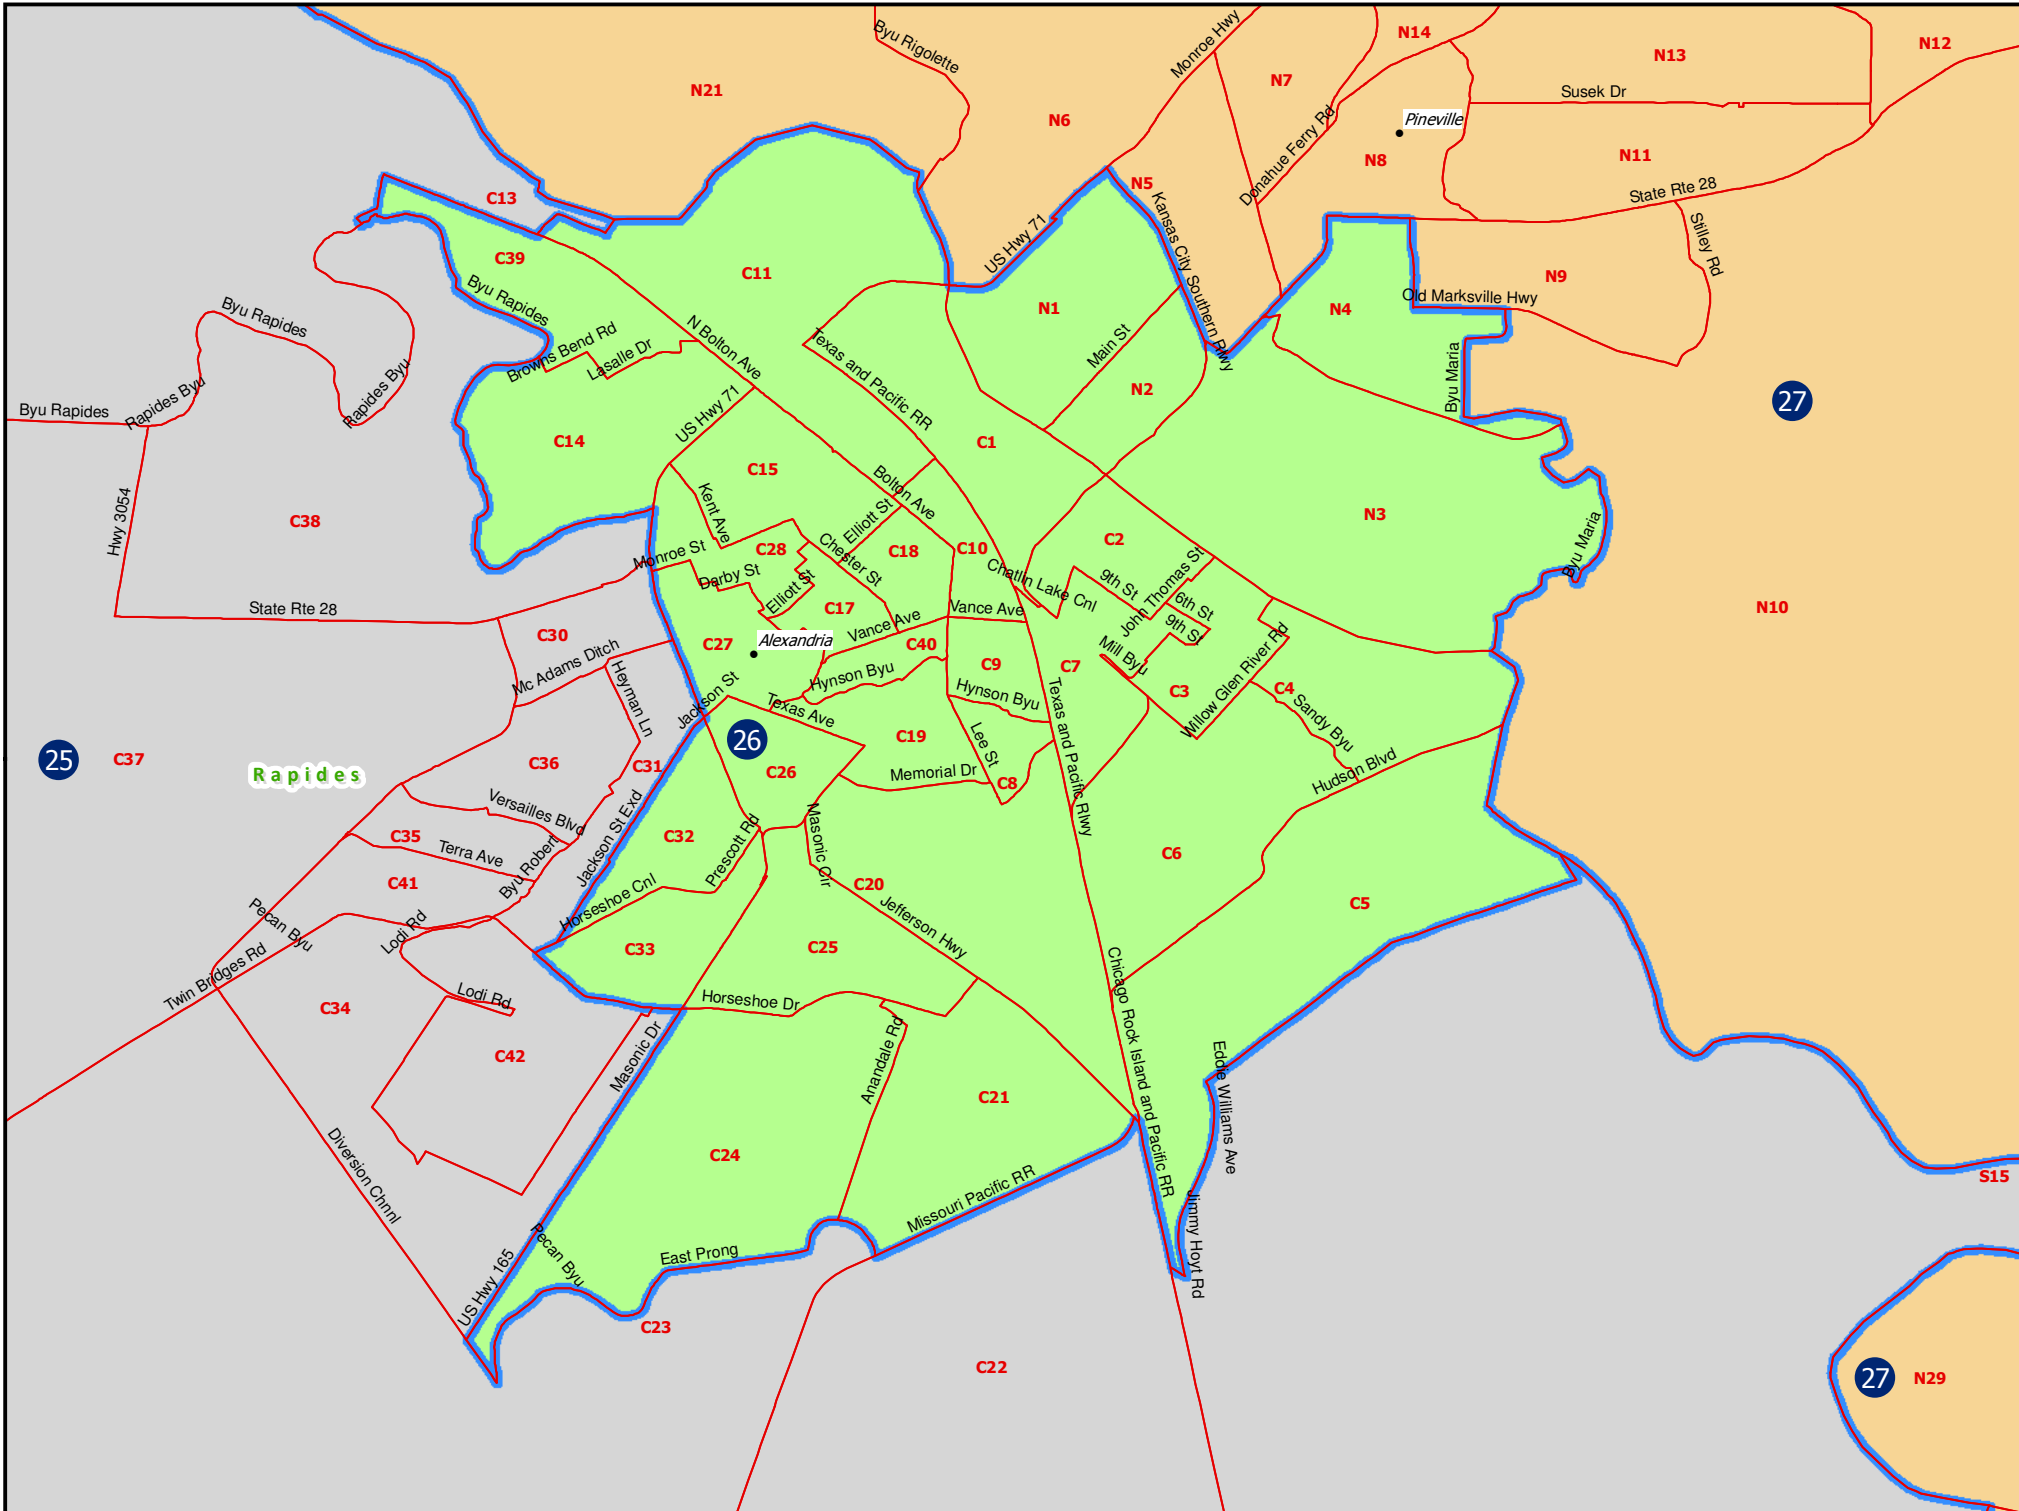 N14
N12
N13
Byu Rigolette
Monroe Hwy
N7
N21
Susek Dr
N6
Pineville
Donahue Ferry Rd
N8
N11
N5
State Rte 28
C13
Kansas City Southern Rlwy
US Hwy 71
Stilley Rd
C39
C11
N9
Byu Rapides
Byu Rapides
Old Marksville Hwy
N1
N4
N Bolton Ave
Texas and Pacific RR
Main St
Browns Bend Rd
Lasalle Dr
Byu Maria
Rapides Byu
Rapides Byu
Byu Rapides
N2
27
US Hwy 71
C14
C1
C15
Bolton Ave
Kent Ave
Hwy 3054
C38
Elliott St
N3
Byu Maria
C28
C18
C10
C2
Monroe St
Chester St
Darby St
Chatlin Lake Cnl
9th St
John Thomas St
Elliott St
6th St
State Rte 28
C17
Vance Ave
Vance Ave
9th St
N10
C30
C27
Alexandria
C40
Mill Byu
Willow Glen River Rd
Mc Adams Ditch
Heyman Ln
Hynson Byu
C9
C7
C3
C4
Jackson St
Hynson Byu
Texas Ave
Sandy Byu
Texas and Pacific Rlwy
26
C19
Lee St
25
C37
Rapides
C36
C31
C26
Memorial Dr
C8
Hudson Blvd
Versailles Blvd
Jackson St Exd
C35
C32
Prescott Rd
Masonic Cir
Terra Ave
Byu Robert
C6
C41
C20
Horseshoe Cnl
Jefferson Hwy
C5
Pecan Byu
Lodi Rd
C33
C25
Twin Bridges Rd
Lodi Rd
Horseshoe Dr
Chicago Rock Island and Pacific RR
C34
C42
Masonic Dr
Anandale Rd
Eddie Williams Ave
C21
Diversion Chnnl
C24
S15
Missouri Pacific RR
Jimmy Hoyt Rd
US Hwy 165
Pecan Byu
East Prong
C23
C22
27
N29